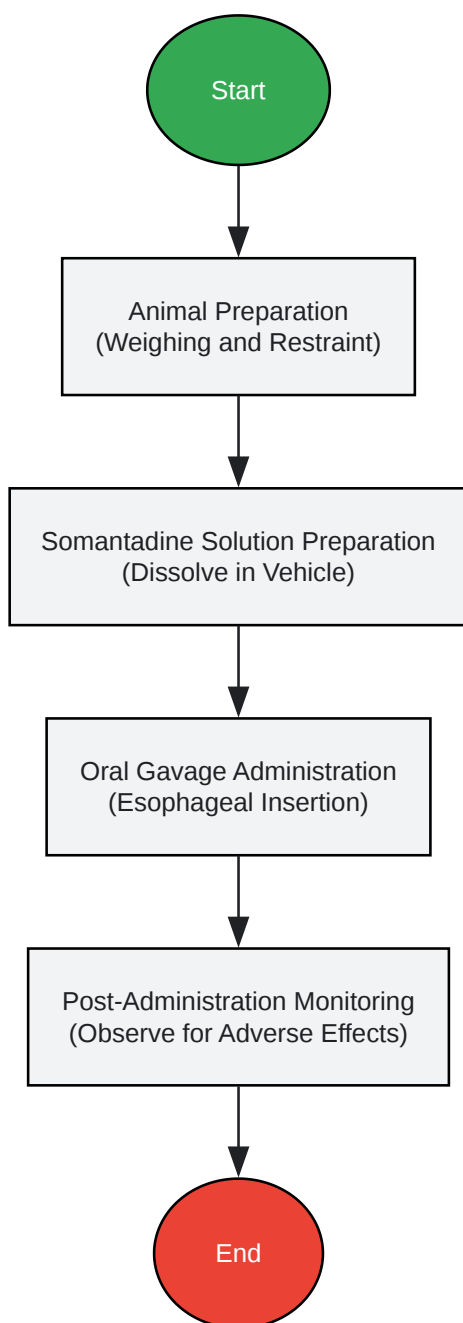 Start
Animal Preparation
(Weighing and Restraint)
Somantadine Solution Preparation
(Dissolve in Vehicle)
Oral Gavage Administration
(Esophageal Insertion)
Post-Administration Monitoring
(Observe for Adverse Effects)
End